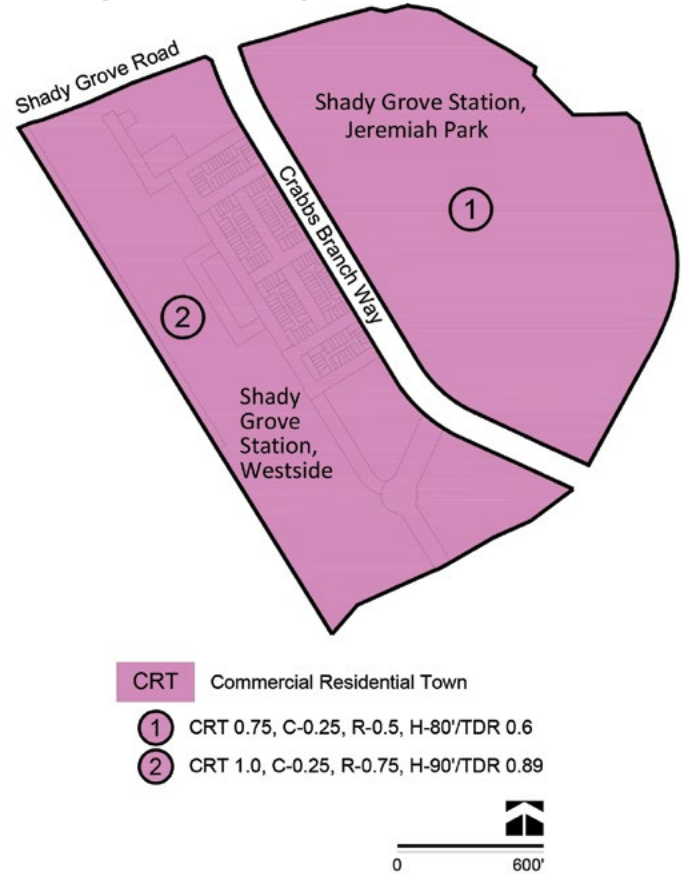 Shady Grove Road
Shady Grove Station,
Jeremiah Park
1
Crabbs Branch Way
2
Shady
Grove
Station,
Westside
CRT Commercial Residential Town
1 CRT 0.75, C-0.25, R-0.5, H-80'/TDR 0.6
2 CRT 1.0, C-0.25, R-0.75, H-90'/TDR 0.89
0 600'